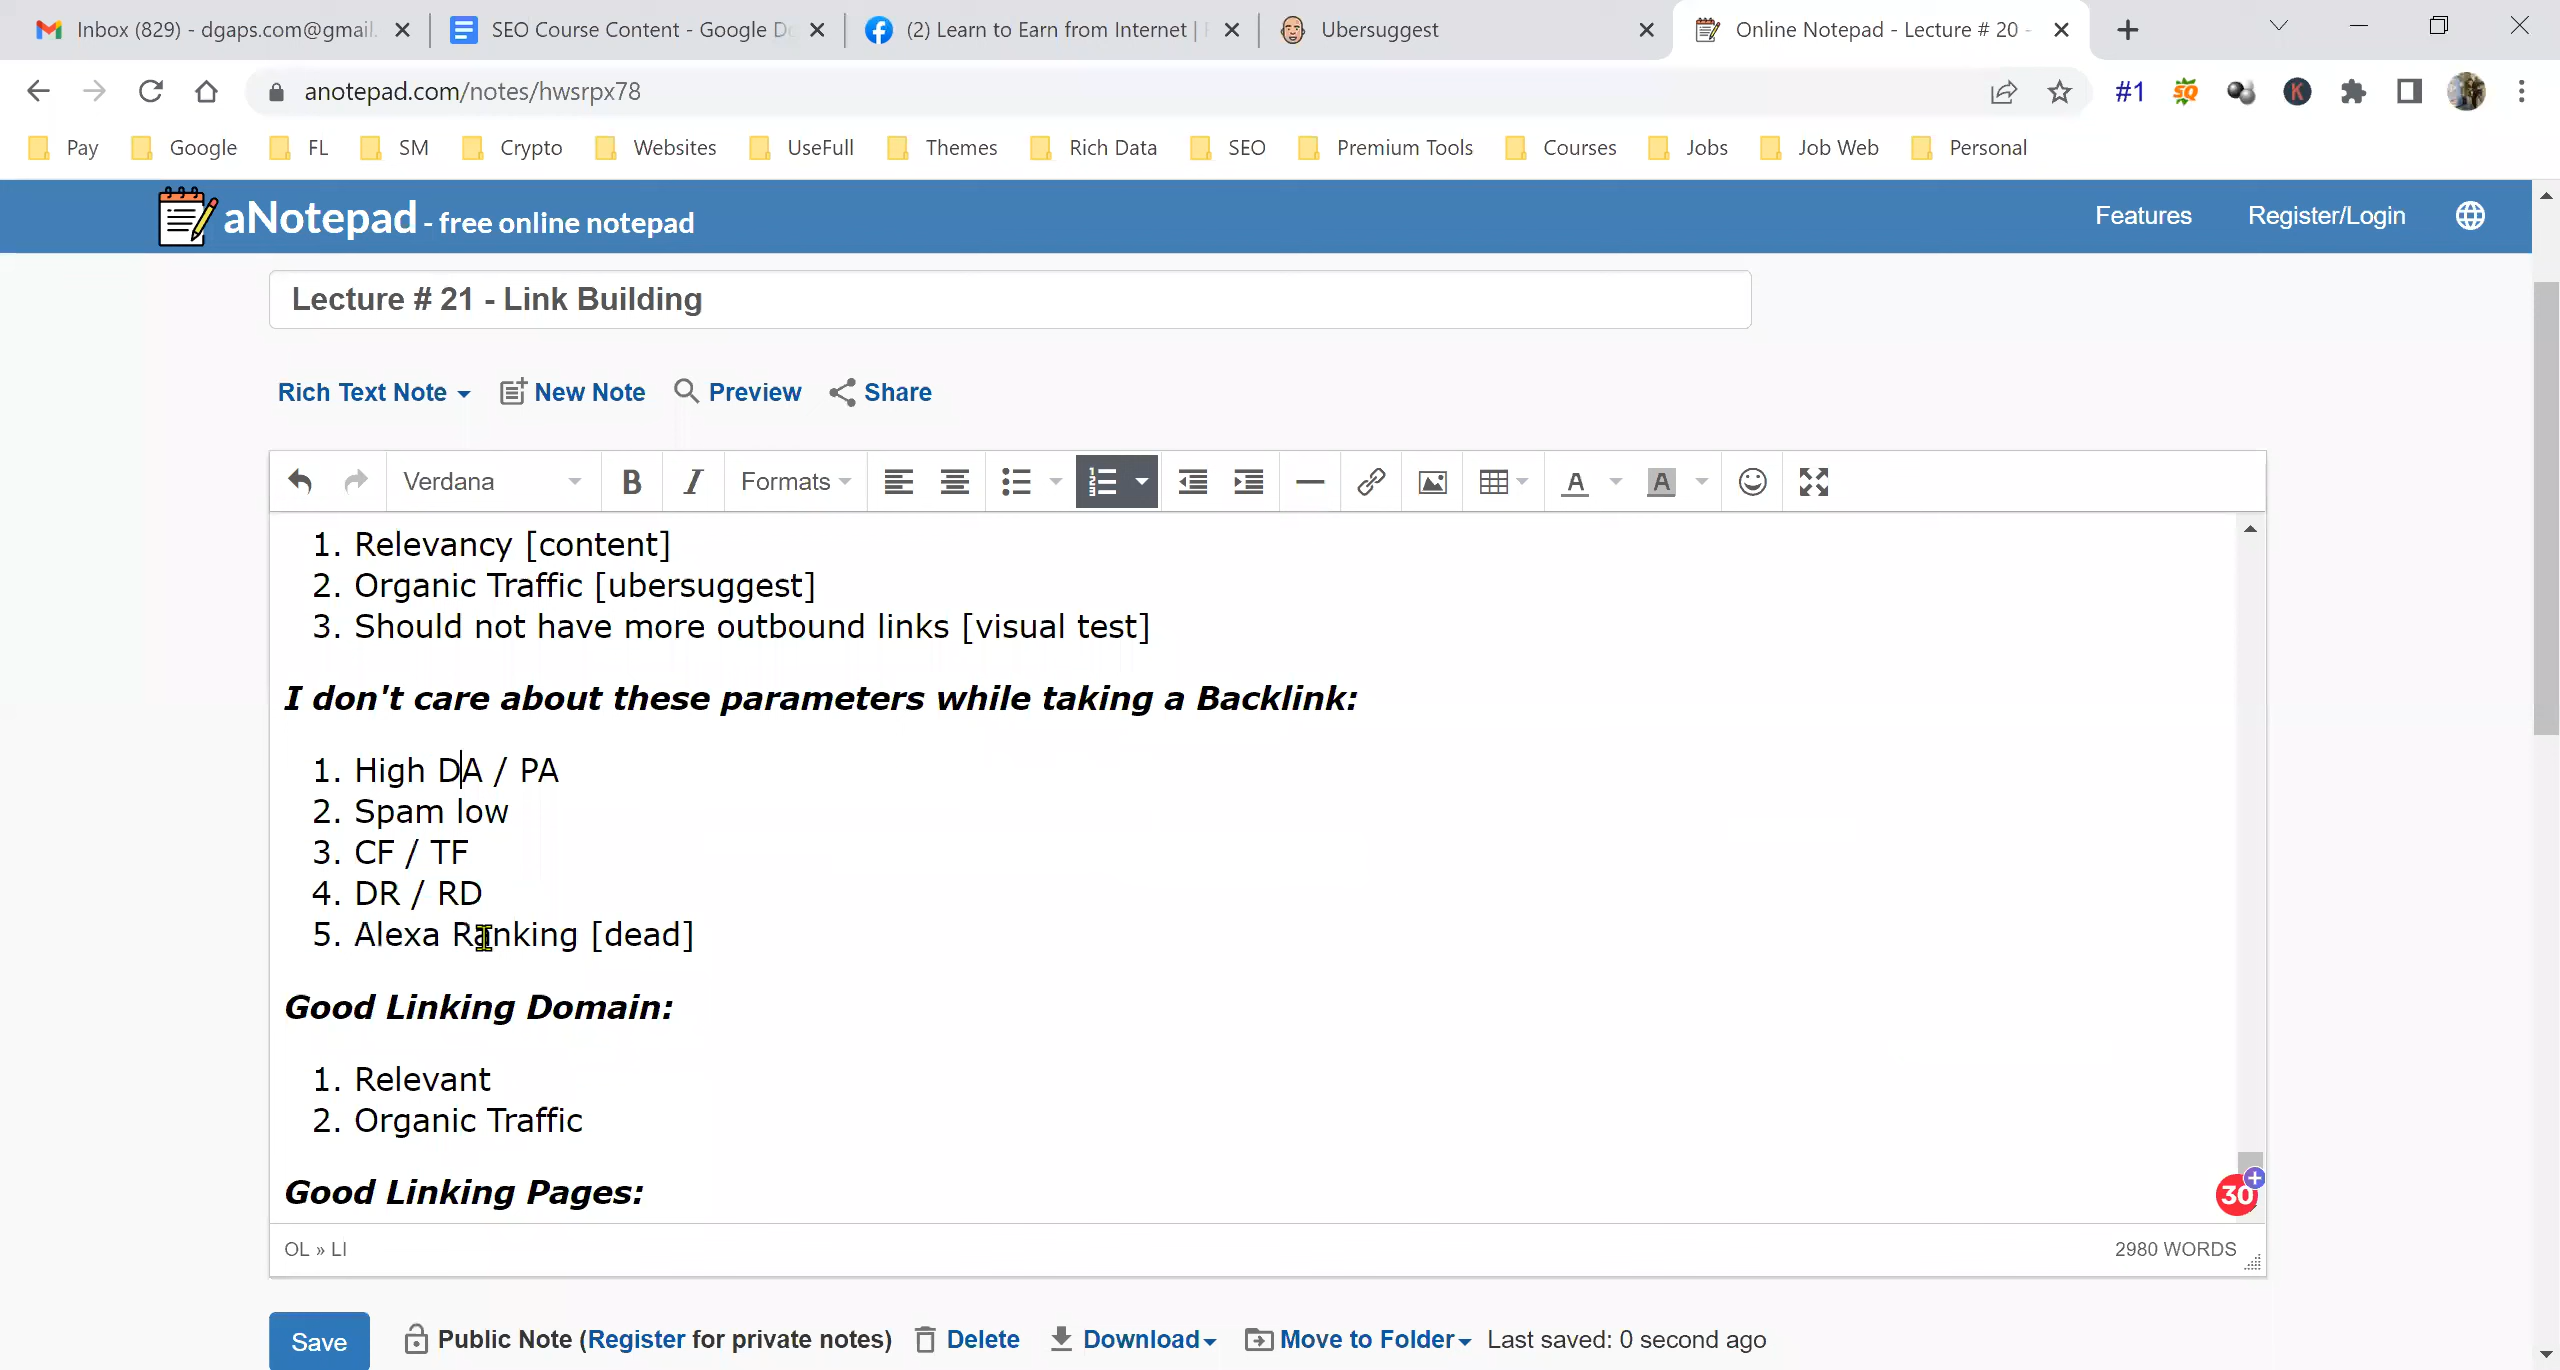 Inbox (829) - dgaps.com@gmail.
SEO Course Content - Google D
(2) Learn to Earn from Internet |
Ubersuggest
Online Notepad - Lecture # 20 -
anotepad.com/notes/hwsrpx78
#1
SQ
K
Pay
Google
FL
SM
Crypto
Websites
UseFull
Themes
Rich Data
SEO
Premium Tools
Courses
Jobs
Job Web
Personal
aNotepad - free online notepad
Features
Register/Login
Lecture # 21 - Link Building
Rich Text Note
New Note
Preview
Share
Verdana
B
I
Formats
A
A
1. Relevancy [content]
2. Organic Traffic [ubersuggest]
3. Should not have more outbound links [visual test]
I don't care about these parameters while taking a Backlink:
1. High DA / PA
2. Spam low
3. CF / TF
4. DR / RD
5. Alexa Ranking [dead]
Good Linking Domain:
1. Relevant
2. Organic Traffic
Good Linking Pages:
30
OL » LI
2980 WORDS
Save
Public Note (Register for private notes)
Delete
Download
Move to Folder
Last saved: 0 second ago